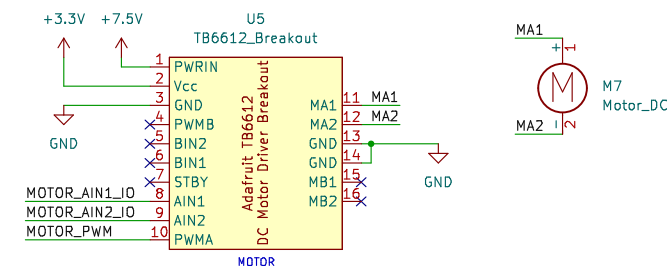 +3.3V +7.5V
U5
TB6612_Breakout
1 PWRIN
2 Vcc
3 GND
4 PWMB
5 BIN2
6 BIN1
7 STBY
8 AIN1
9 AIN2
10 PWMA
GND
MOTOR_AIN1_IO
MOTOR_AIN2_IO
MOTOR_PWM
Adafruit TB6612
DC Motor Driver Breakout
MA1 11 MA1
MA2 12 MA2
GND 13
GND 14
MB1 15
MB2 16
GND
MOTOR
MA1
+ 1
M
M7
Motor_DC
- 2
MA2